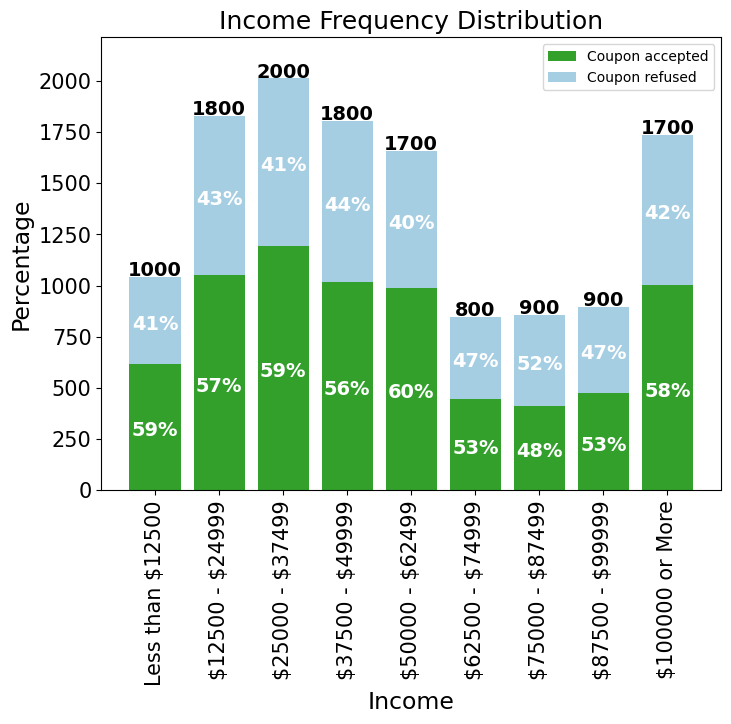 Income Frequency Distribution
Coupon accepted
Coupon refused
Percentage
2000
1750
1500
1250
1000
750
500
250
0
1000
1800
2000
1800
1700
800
900
900
1700
41%
43%
41%
44%
40%
47%
52%
47%
42%
59%
57%
59%
56%
60%
53%
48%
53%
58%
Less than $12500
$12500 - $24999
$25000 - $37499
$37500 - $49999
$50000 - $62499
$62500 - $74999
$75000 - $87499
$87500 - $99999
$100000 or More
Income